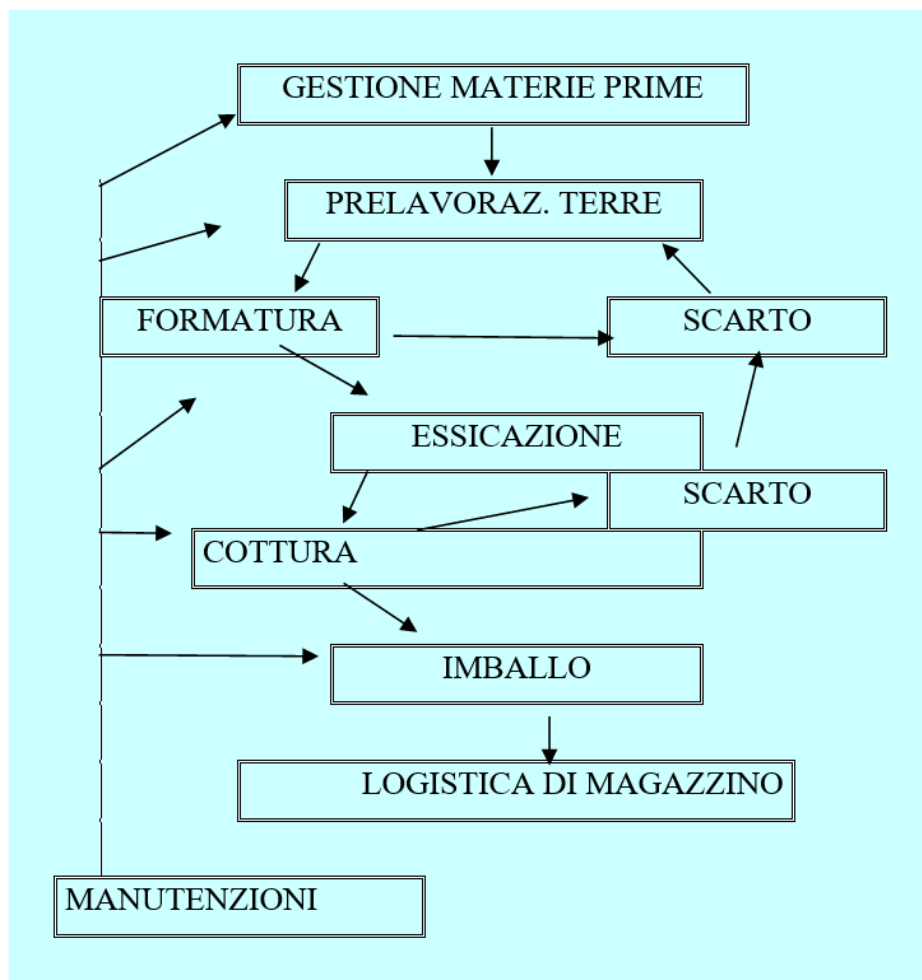 GESTIONE MATERIE PRIME
PRELAVORAZ. TERRE
FORMATURA
SCARTO
ESSICAZIONE
SCARTO
COTTURA
IMBALLO
LOGISTICA DI MAGAZZINO
MANUTENZIONI